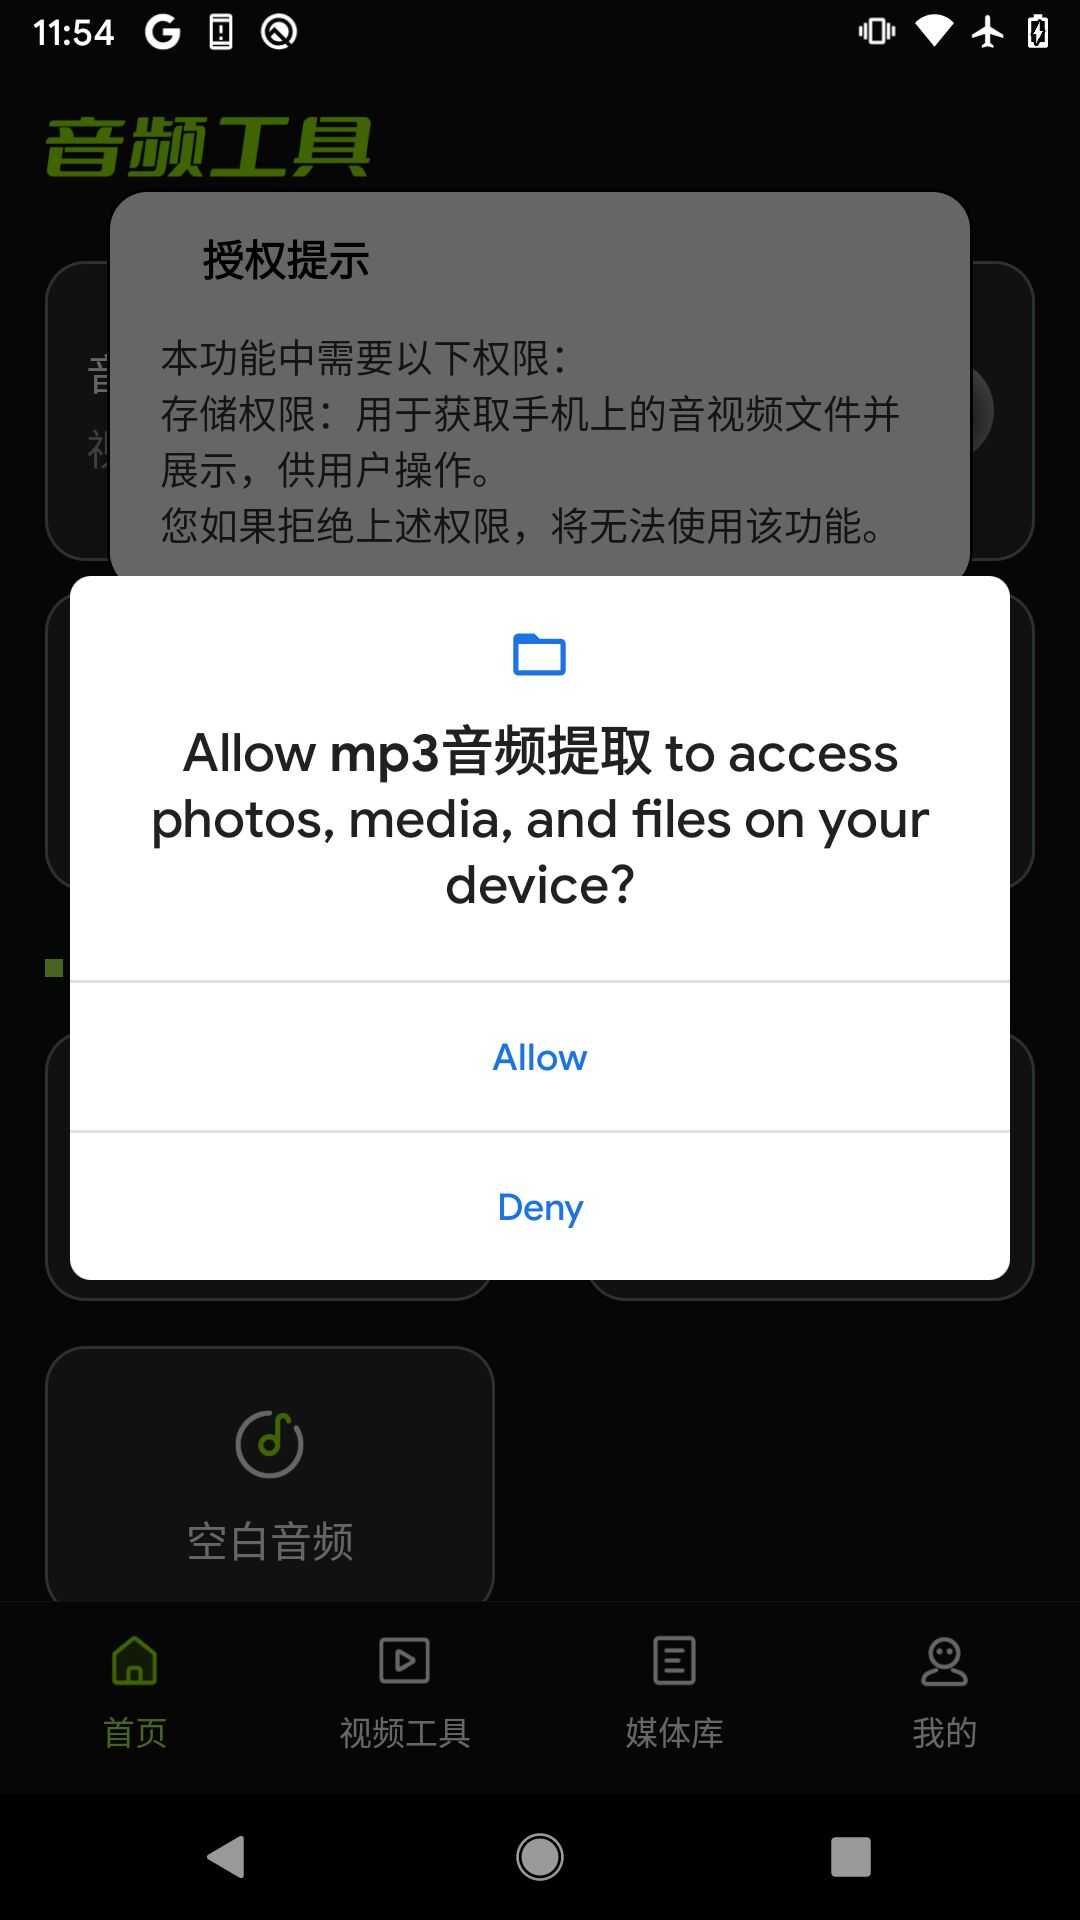 11:54
音频工具
授权提示
本功能中需要以下权限：
存储权限：用于获取手机上的音视频文件并
展示，供用户操作。
您如果拒绝上述权限，将无法使用该功能。
Allow mp3音频提取 to access
photos, media, and files on your
device?
Allow
Deny
空白音频
首页
视频工具
媒体库
我的